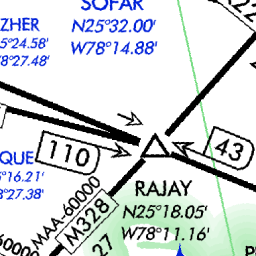 SOFAR
N25°32.00'
W78°14.88'
ZHER
5°24.58'
8°27.48'
110
43
QUE
°16.21'
°27.38'
RAJAY
N25°18.05'
W78°11.16'
MAA-60000
M328
27
60000